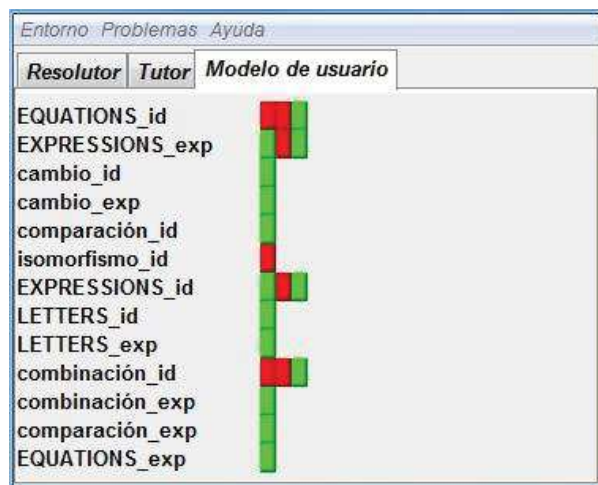 Entorno Problemas Ayuda
Resolutor Tutor Modelo de usuario
EQUATIONS_id
EXPRESSIONS_exp
cambio_id
cambio_exp
comparación_id
isomorfismo_id
EXPRESSIONS_id
LETTERS_id
LETTERS_exp
combinación_id
combinación_exp
comparación_exp
EQUATIONS_exp